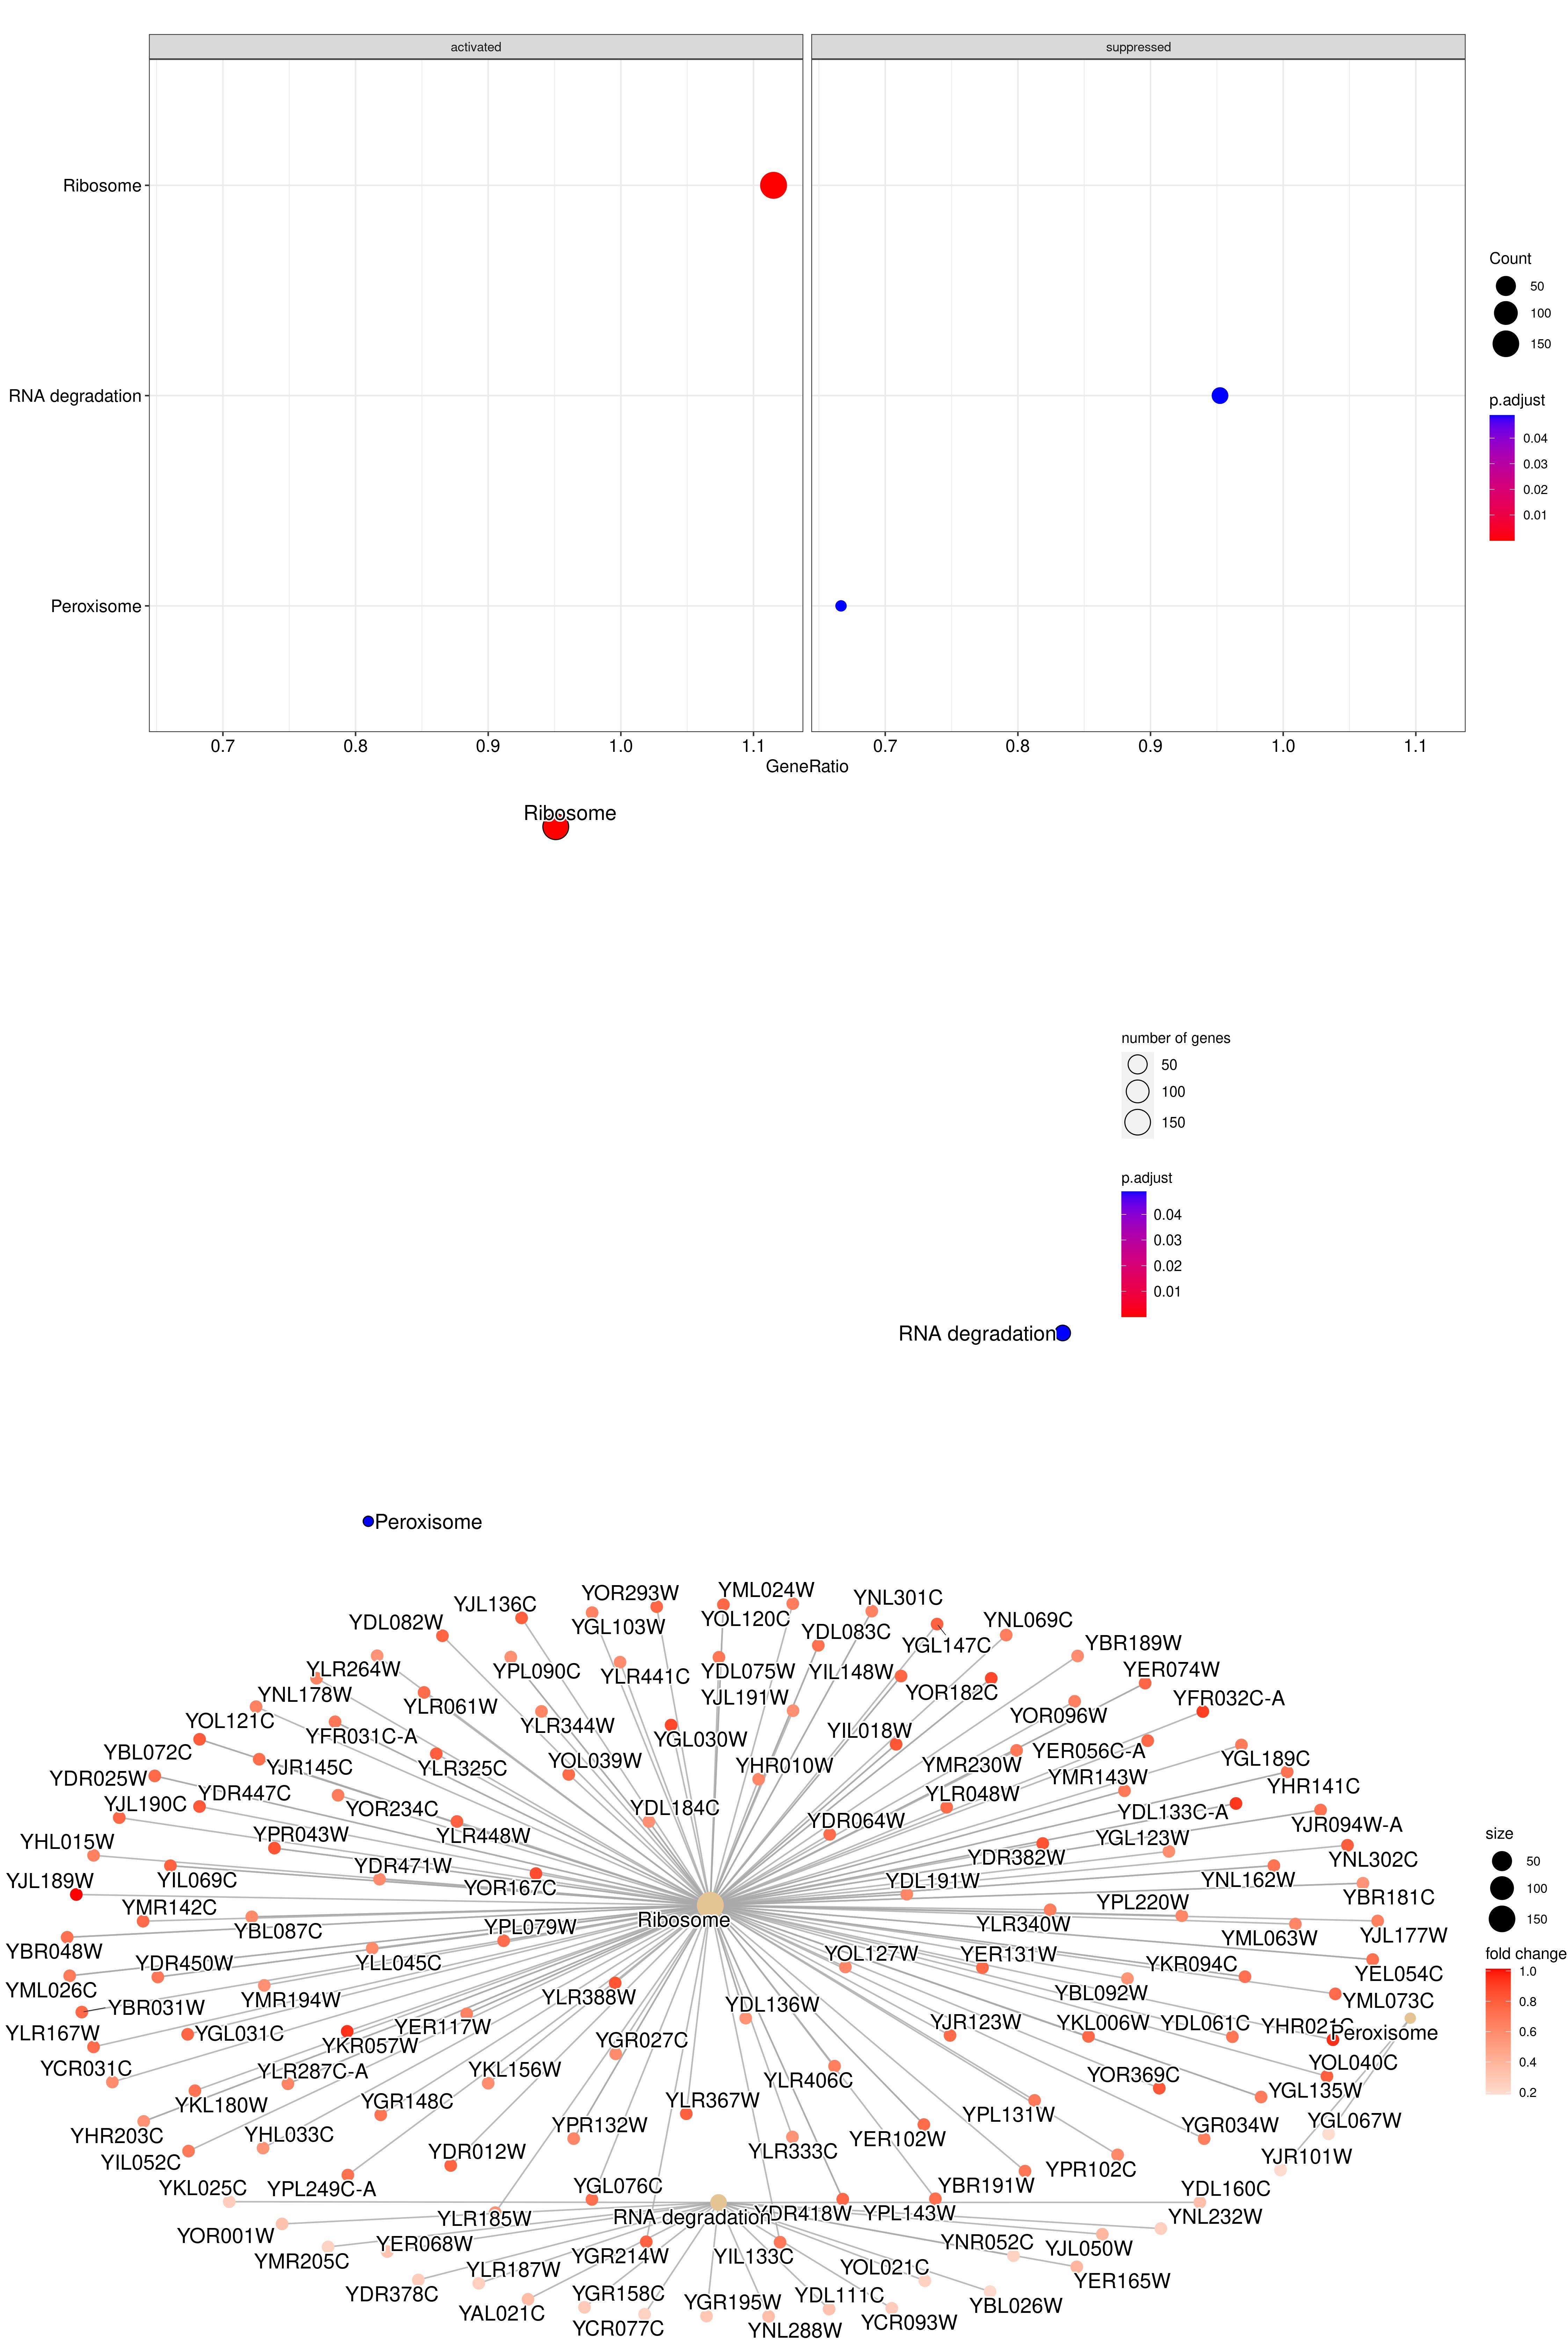 activated
suppressed
Ribosome
RNA degradation
Peroxisome
0.7
0.8
0.9
1.0
1.1
0.7
0.8
0.9
1.0
1.1
GeneRatio
Count
50
100
150
p.adjust
0.04
0.03
0.02
0.01
Ribosome
number of genes
50
100
150
p.adjust
0.04
0.03
0.02
0.01
RNA degradation
Peroxisome
YOR293W
YML024W
YJL136C
YNL301C
YDL082W
YGL103W
YOL120C
YDL083C
YNL069C
YGL147C
YBR189W
YLR264W
YPL090C
YLR441C
YDL075W
YIL148W
YER074W
YNL178W
YLR061W
YJL191W
YOR182C
YFR032C-A
YOL121C
YFR031C-A
YLR344W
YGL030W
YIL018W
YOR096W
YBL072C
YJR145C
YLR325C
YOL039W
YHR010W
YMR230W
YER056C-A
YGL189C
YDR025W
YDR447C
YMR143W
YHR141C
YJL190C
YOR234C
YDL184C
YLR048W
YDL133C-A
YHL015W
YPR043W
YLR448W
YDR064W
YGL123W
YJR094W-A
YJL189W
YIL069C
YDR471W
YOR167C
YDR382W
YNL302C
YDL191W
YNL162W
YMR142C
YPL220W
YBR181C
YBR048W
YBL087C
YPL079W
Ribosome
YLR340W
YML063W
YJL177W
YML026C
YDR450W
YLL045C
YOL127W
YER131W
YKR094C
YEL054C
YBR031W
YMR194W
YLR388W
YDL136W
YBL092W
YML073C
YLR167W
YGL031C
YKR057W
YER117W
YGR027C
YJR123W
YKL006W
YDL061C
Peroxisome
YCR031C
YLR287C-A
YKL156W
YLR406C
YOR369C
YOL040C
YKL180W
YGR148C
YLR367W
YPL131W
YGL135W
YHR203C
YHL033C
YPR132W
YLR333C
YER102W
YGR034W
YGL067W
YIL052C
YDR012W
YPR102C
YJR101W
YKL025C
YPL249C-A
YGL076C
YBR191W
YDL160C
YLR185W
RNA degradation
YDR418W
YPL143W
YNL232W
YOR001W
YER068W
YMR205C
YGR214W
YIL133C
YNR052C
YJL050W
YLR187W
YOL021C
YER165W
YDR378C
YGR158C
YDL111C
YAL021C
YCR077C
YGR195W
YNL288W
YCR093W
YBL026W
size
50
100
150
fold change
1.0
0.8
0.6
0.4
0.2